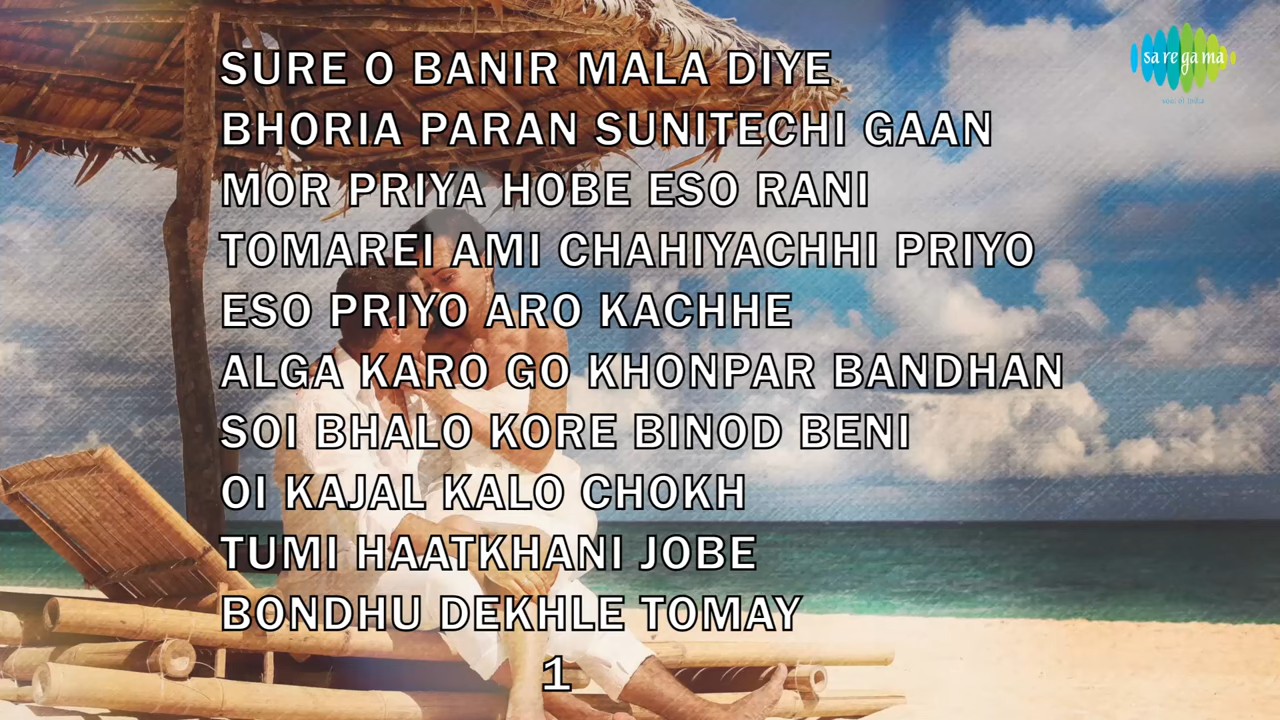 SURE O BANIR MALA DIYE
BHORIA PARAN SUNITECHI GAAN
MOR PRIYA HOBE ESO RANI
TOMAREI AMI CHAHIYACHHI PRIYO
ESO PRIYO ARO KACHHE
ALGA KARO GO KHONPAR BANDHAN
SOI BHALO KORE BINOD BENI
OI KAJAL KALO CHOKH
TUMI HAATKHANI JOBE
BONDHU DEKHLE TOMAY
1
sa re ga ma
soul of india